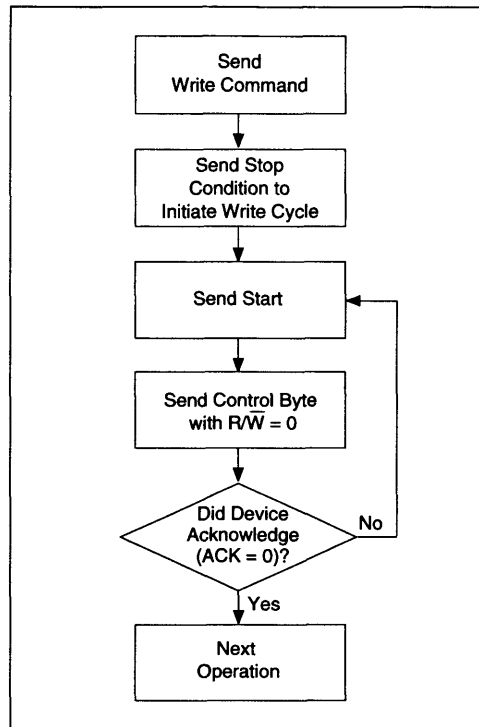 Send
Write Command
Send Stop
Condition to
Initiate Write Cycle
Send Start
Send Control Byte
with R/W̅ = 0
Did Device
Acknowledge
(ACK = 0)?
No
Yes
Next
Operation